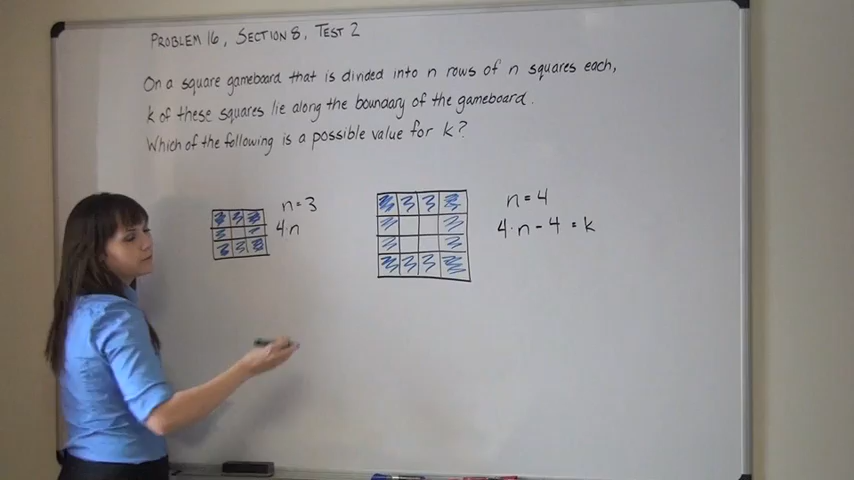 PROBLEM 16, SECTION 8, TEST 2
On a square gameboard that is divided into n rows of n squares each,
k of these squares lie along the boundary of the gameboard.
Which of the following is a possible value for k?
n = 3
4·n
n = 4
4·n - 4 = k